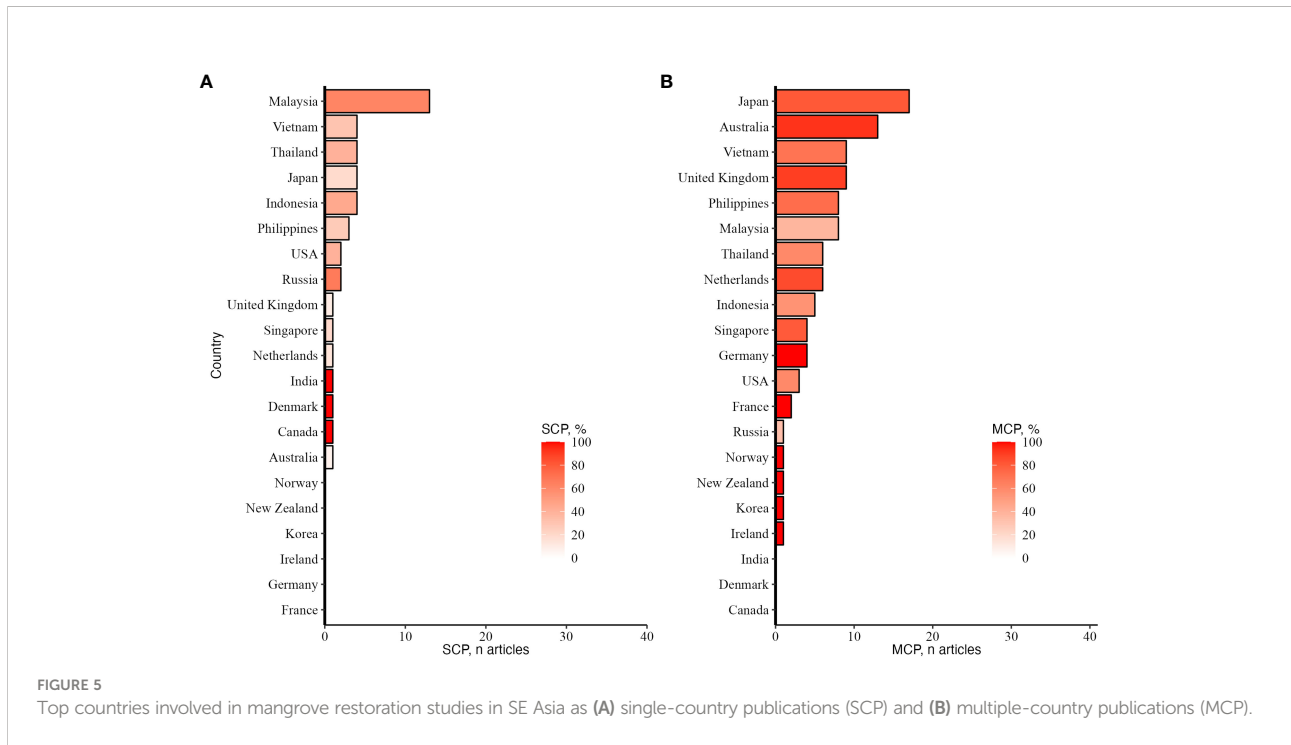 A
Malaysia
Vietnam
Thailand
Japan
Indonesia
Philippines
USA
Russia
United Kingdom
Singapore
Netherlands
India
Denmark
Canada
Australia
Norway
New Zealand
Korea
Ireland
Germany
France
Country
0 10 20 30 40
SCP, n articles
SCP, %
100
80
60
40
20
0
B
Japan
Australia
Vietnam
United Kingdom
Philippines
Malaysia
Thailand
Netherlands
Indonesia
Singapore
Germany
USA
France
Russia
Norway
New Zealand
Korea
Ireland
India
Denmark
Canada
0 10 20 30 40
MCP, n articles
MCP, %
100
80
60
40
20
0
FIGURE 5
Top countries involved in mangrove restoration studies in SE Asia as (A) single-country publications (SCP) and (B) multiple-country publications (MCP).